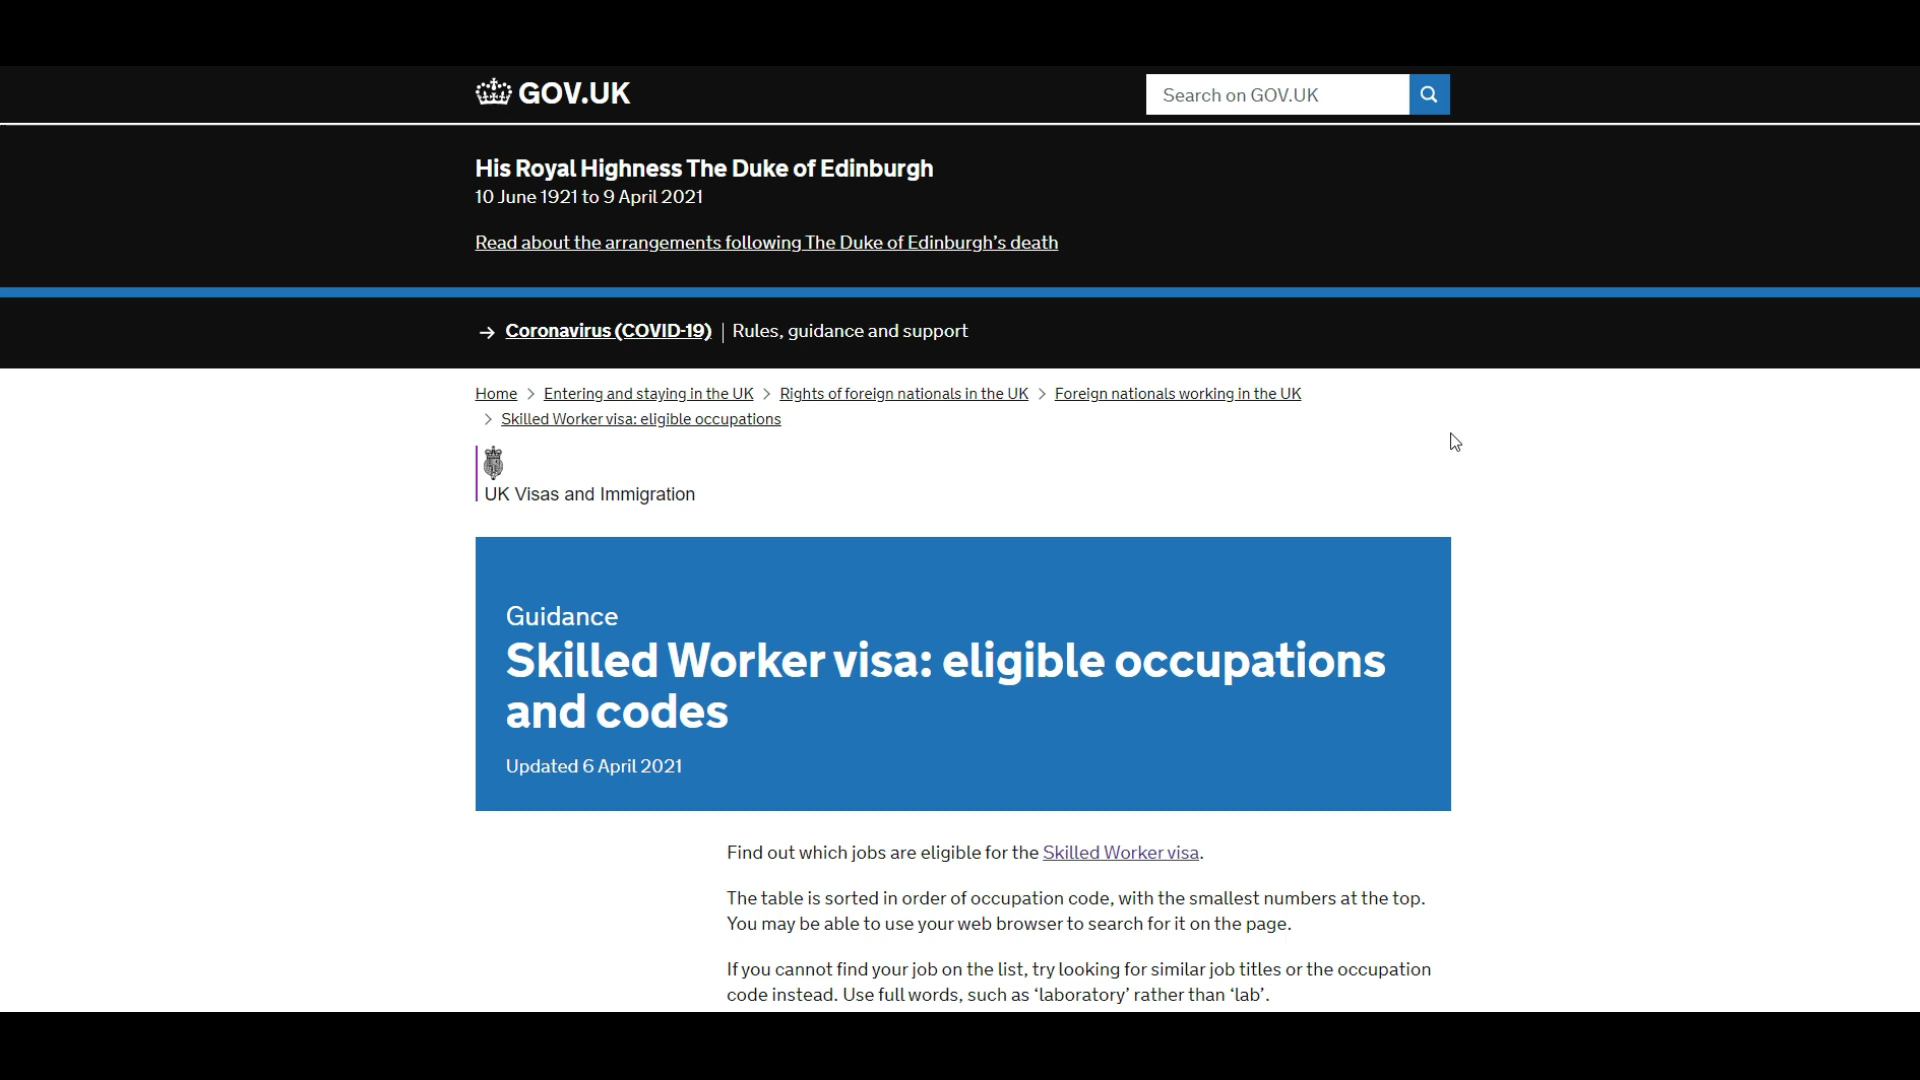 GOV.UK
Search on GOV.UK
His Royal Highness The Duke of Edinburgh
10 June 1921 to 9 April 2021
Read about the arrangements following The Duke of Edinburgh’s death
→ Coronavirus (COVID-19) | Rules, guidance and support
Home > Entering and staying in the UK > Rights of foreign nationals in the UK > Foreign nationals working in the UK
> Skilled Worker visa: eligible occupations
UK Visas and Immigration
Guidance
Skilled Worker visa: eligible occupations
and codes
Updated 6 April 2021
Find out which jobs are eligible for the Skilled Worker visa.
The table is sorted in order of occupation code, with the smallest numbers at the top.
You may be able to use your web browser to search for it on the page.
If you cannot find your job on the list, try looking for similar job titles or the occupation
code instead. Use full words, such as ‘laboratory’ rather than ‘lab’.